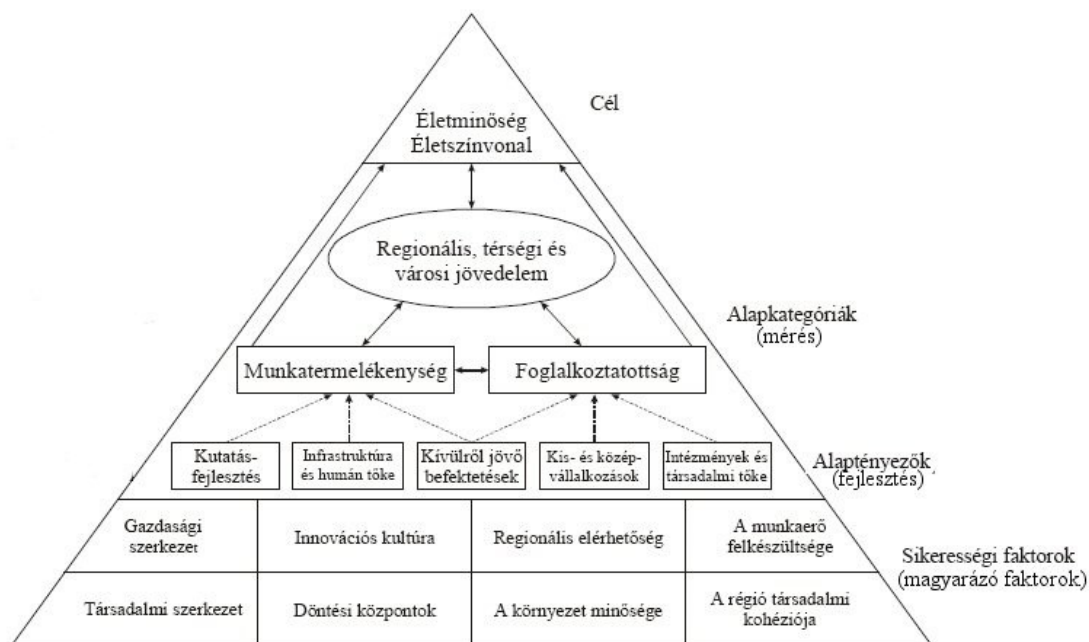 Cél
Életminőség
Életszínvonal
Regionális, térségi és
városi jövedelem
Alapkategóriák
(mérés)
Munkatermelékenység
Foglalkoztatottság
Kutatás-
fejlesztés
Infrastruktúra
és humán tőke
Kívülről jövő
befektetések
Kis- és közép-
vállalkozások
Intézmények és
társadalmi tőke
Alaptényezők
(fejlesztés)
Gazdasági
szerkezet
Innovációs kultúra
Regionális elérhetőség
A munkaerő
felkészültsége
Sikerességi faktorok
(magyarázó faktorok)
Társadalmi szerkezet
Döntési központok
A környezet minősége
A régió társadalmi
kohéziója